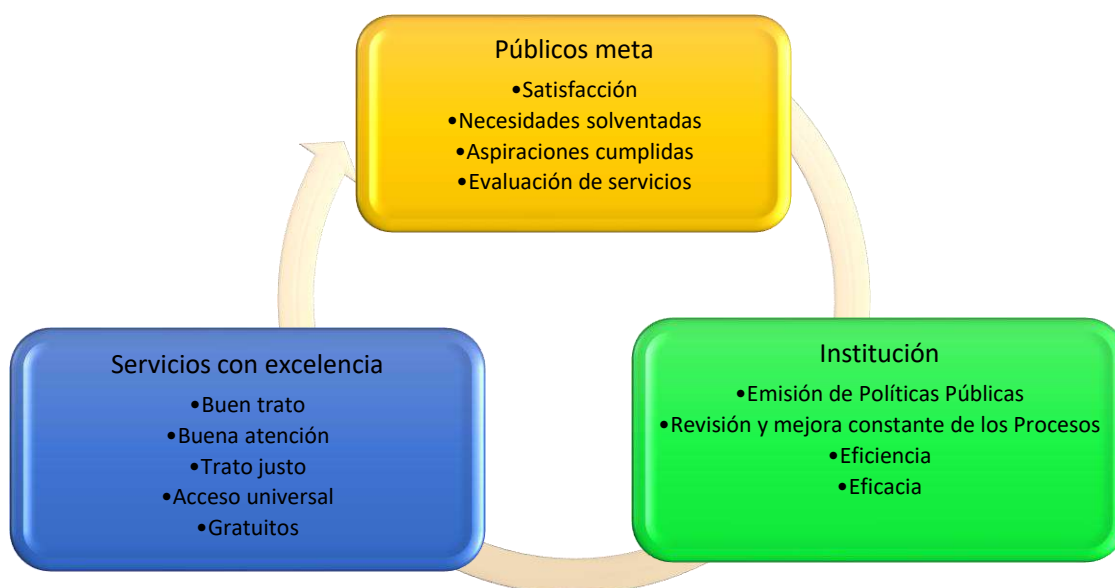 Públicos meta
•Satisfacción
•Necesidades solventadas
•Aspiraciones cumplidas
•Evaluación de servicios
Institución
•Emisión de Políticas Públicas
•Revisión y mejora constante de los Procesos
•Eficiencia
•Eficacia
Servicios con excelencia
•Buen trato
•Buena atención
•Trato justo
•Acceso universal
•Gratuitos